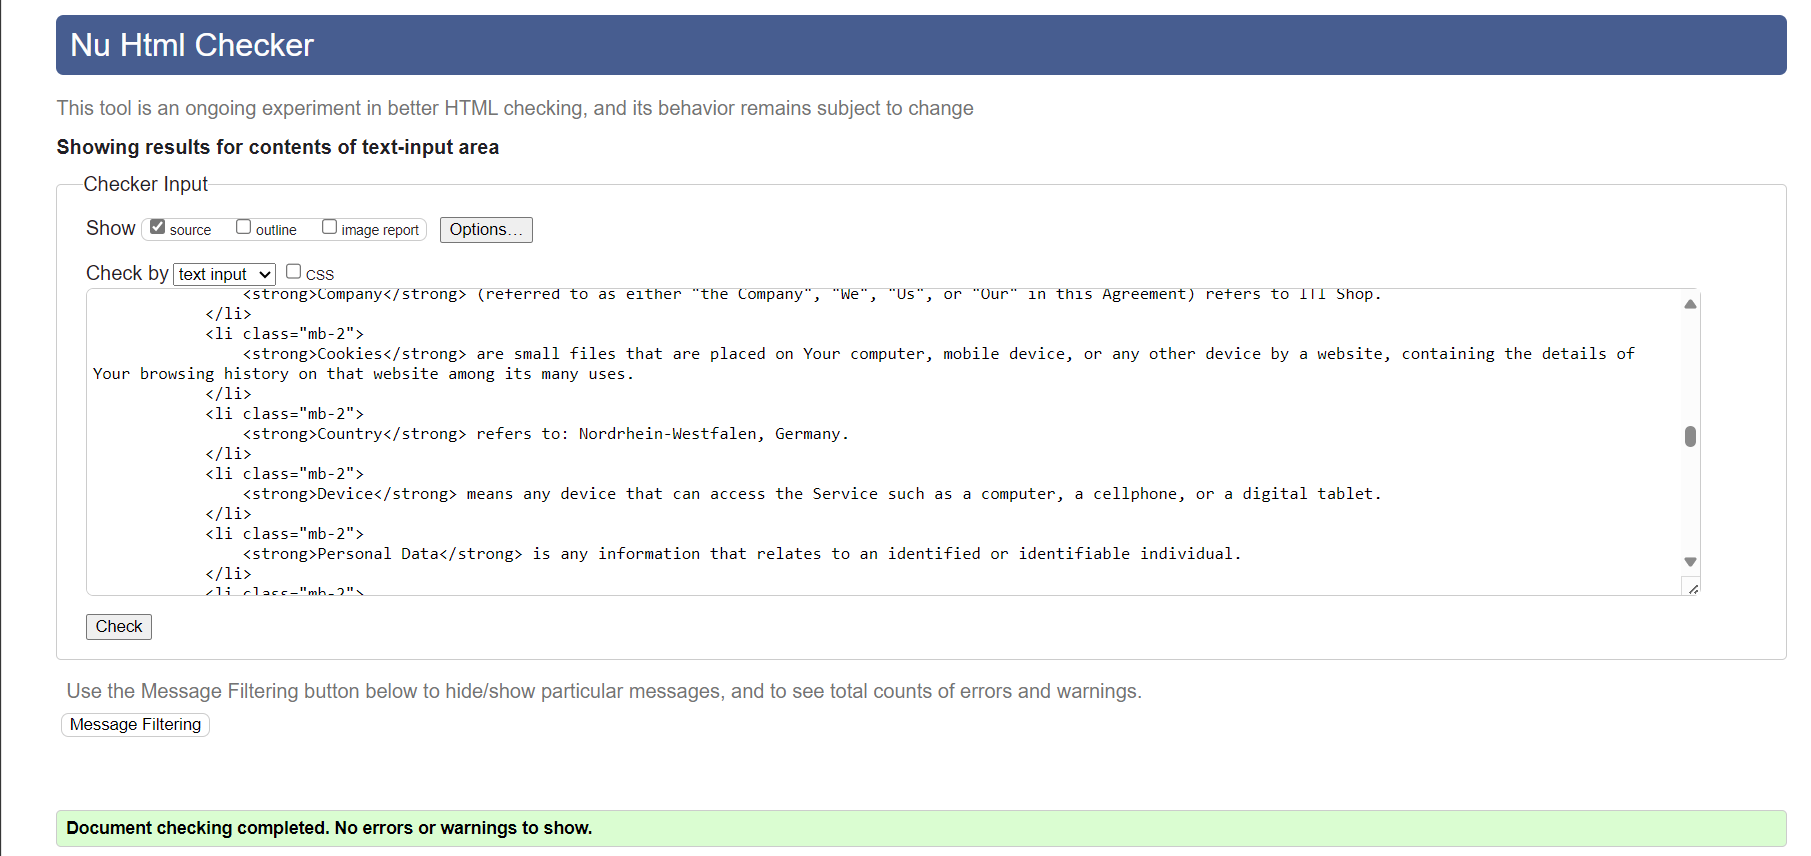 Nu Html Checker
This tool is an ongoing experiment in better HTML checking, and its behavior remains subject to change
Showing results for contents of text-input area
Checker Input
Show source outline image report Options...
Check by text input CSS
<strong>Company</strong> (referred to as either "the Company", "We", "Us", or "Our" in this Agreement) refers to ITI Shop.
</li>
<li class="mb-2">
<strong>Cookies</strong> are small files that are placed on Your computer, mobile device, or any other device by a website, containing the details of
Your browsing history on that website among its many uses.
</li>
<li class="mb-2">
<strong>Country</strong> refers to: Nordrhein-Westfalen, Germany.
</li>
<li class="mb-2">
<strong>Device</strong> means any device that can access the Service such as a computer, a cellphone, or a digital tablet.
</li>
<li class="mb-2">
<strong>Personal Data</strong> is any information that relates to an identified or identifiable individual.
</li>
<li class="mb-2">
Check
Use the Message Filtering button below to hide/show particular messages, and to see total counts of errors and warnings.
Message Filtering
Document checking completed. No errors or warnings to show.